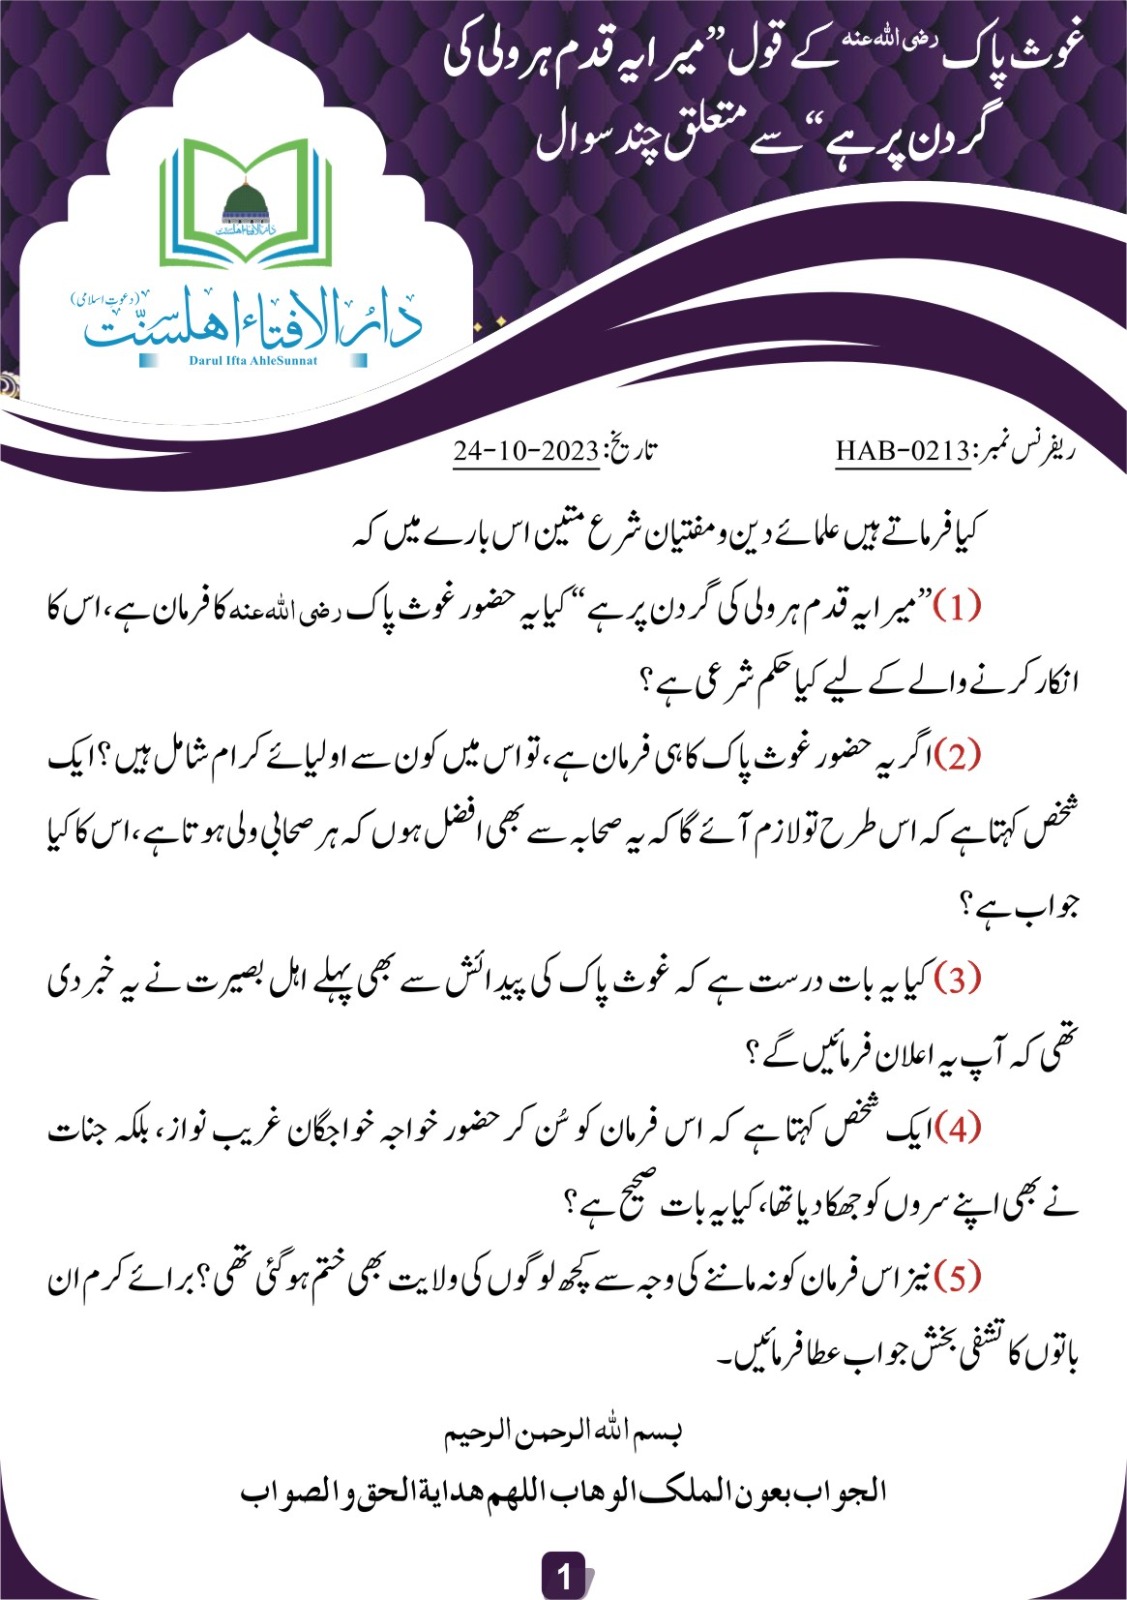 غوث پاک رضی اللہ عنہ کے قول ”میرا یہ قدم ہر ولی کی
گردن پر ہے“ سے متعلق چند سوال
دار الافتاء اہلسنت
دار الافتاء اھلسنت (دعوت اسلامی)
Darul Ifta AhleSunnat
ریفرنس نمبر: HAB-0213 تاریخ: 24-10-2023
کیا فرماتے ہیں علمائے دین و مفتیان شرع متین اس بارے میں کہ
(1) ”میرا یہ قدم ہر ولی کی گردن پر ہے“ کیا یہ حضور غوث پاک رضی اللہ عنہ کا فرمان ہے، اس کا
انکار کرنے والے کے لیے کیا حکم شرعی ہے؟
(2) اگر یہ حضور غوث پاک کا ہی فرمان ہے، تو اس میں کون سے اولیائے کرام شامل ہیں؟ ایک
شخص کہتا ہے کہ اس طرح تو لازم آئے گا کہ یہ صحابہ سے بھی افضل ہوں کہ ہر صحابی ولی ہوتا ہے، اس کا کیا
جواب ہے؟
(3) کیا یہ بات درست ہے کہ غوث پاک کی پیدائش سے بھی پہلے اہل بصیرت نے یہ خبر دی
تھی کہ آپ یہ اعلان فرمائیں گے؟
(4) ایک شخص کہتا ہے کہ اس فرمان کو سُن کر حضور خواجہ خواجگان غریب نواز، بلکہ جنات
نے بھی اپنے سروں کو جھکا دیا تھا، کیا یہ بات صحیح ہے؟
(5) نیز اس فرمان کو نہ ماننے کی وجہ سے کچھ لوگوں کی ولایت بھی ختم ہو گئی تھی؟ برائے کرم ان
باتوں کا تشفی بخش جواب عطا فرمائیں۔
بسم اللہ الرحمن الرحیم
الجواب بعون الملک الوھاب اللھم ھدایۃ الحق والصواب
1